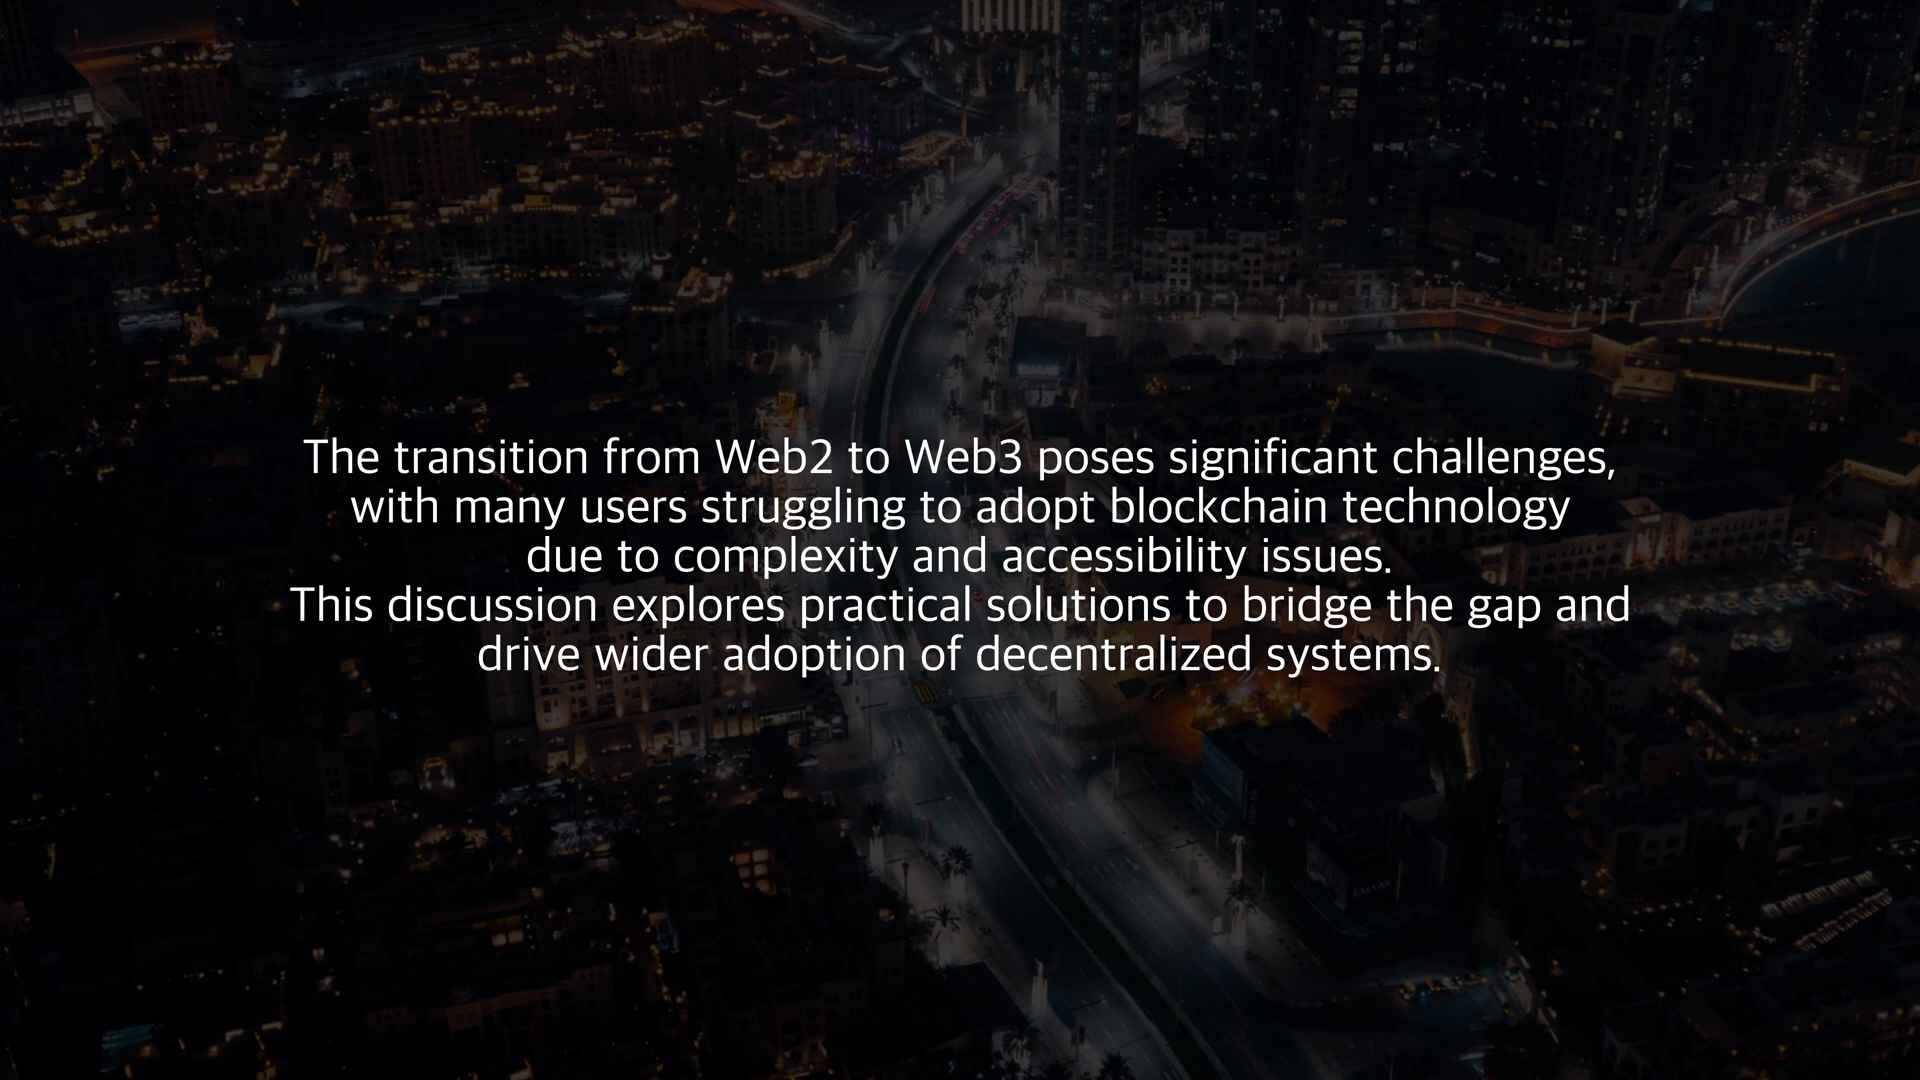 The transition from Web2 to Web3 poses significant challenges,
with many users struggling to adopt blockchain technology
due to complexity and accessibility issues.
This discussion explores practical solutions to bridge the gap and
drive wider adoption of decentralized systems.